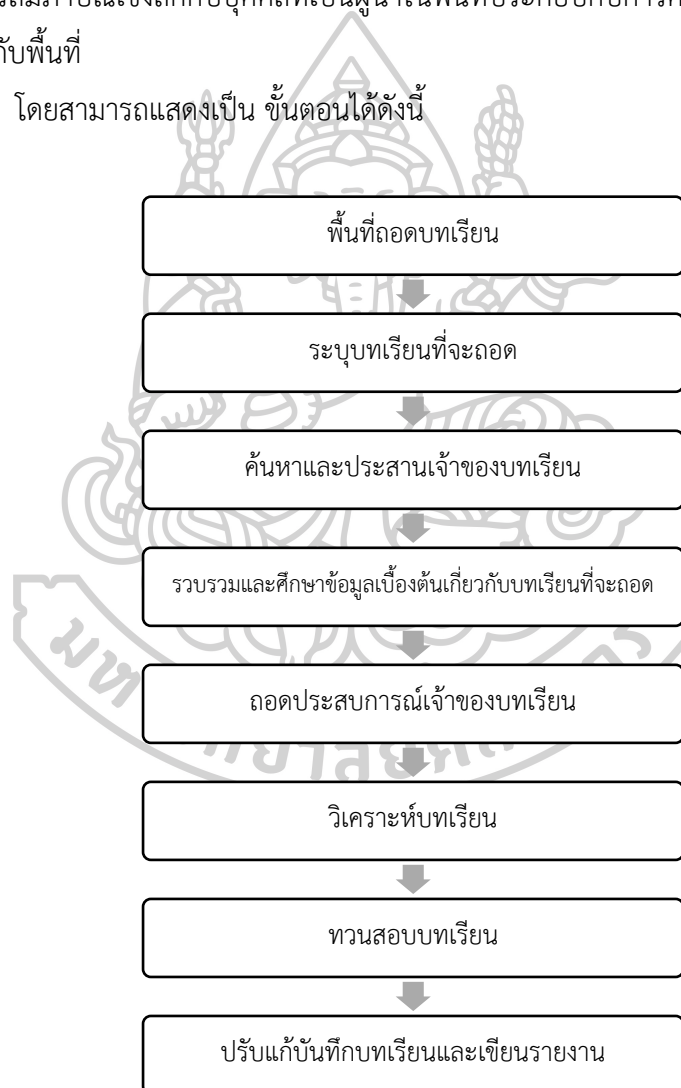 กับพื้นที่
โดยสามารถแสดงเป็น ขั้นตอนได้ดังนี้
พื้นที่ถอดบทเรียน
ระบุบทเรียนที่จะถอด
ค้นหาและประสานเจ้าของบทเรียน
รวบรวมและศึกษาข้อมูลเบื้องต้นเกี่ยวกับบทเรียนที่จะถอด
ถอดประสบการณ์เจ้าของบทเรียน
วิเคราะห์บทเรียน
ทวนสอบบทเรียน
ปรับแก้บันทึกบทเรียนและเขียนรายงาน